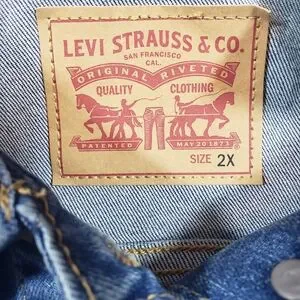 LEVI STRAUSS & CO.
SAN FRANCISCO
CAL.
ORIGINAL RIVETED
QUALITY CLOTHING
PATENTED MAY 20 1873
SIZE 2X